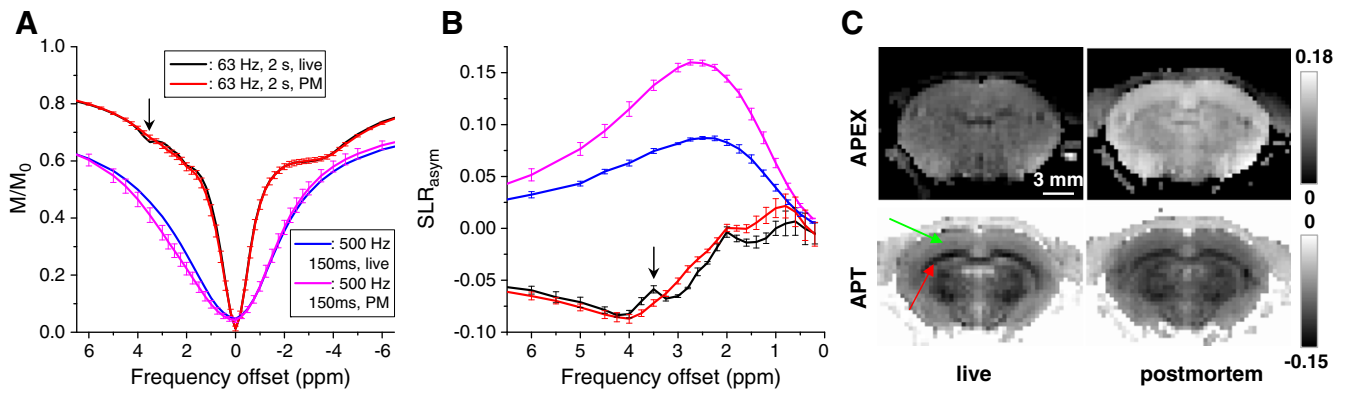 A
: 63 Hz, 2 s, live
: 63 Hz, 2 s, PM
: 500 Hz
150ms, live
: 500 Hz
150ms, PM
M/M0
1.0
0.8
0.6
0.4
0.2
0.0
6 4 2 0 -2 -4 -6
Frequency offset (ppm)
B
SLRasym
0.15
0.10
0.05
0.00
-0.05
-0.10
6 5 4 3 2 1 0
Frequency offset (ppm)
C
APEX
3 mm
0.18
0
APT
0
-0.15
live
postmortem